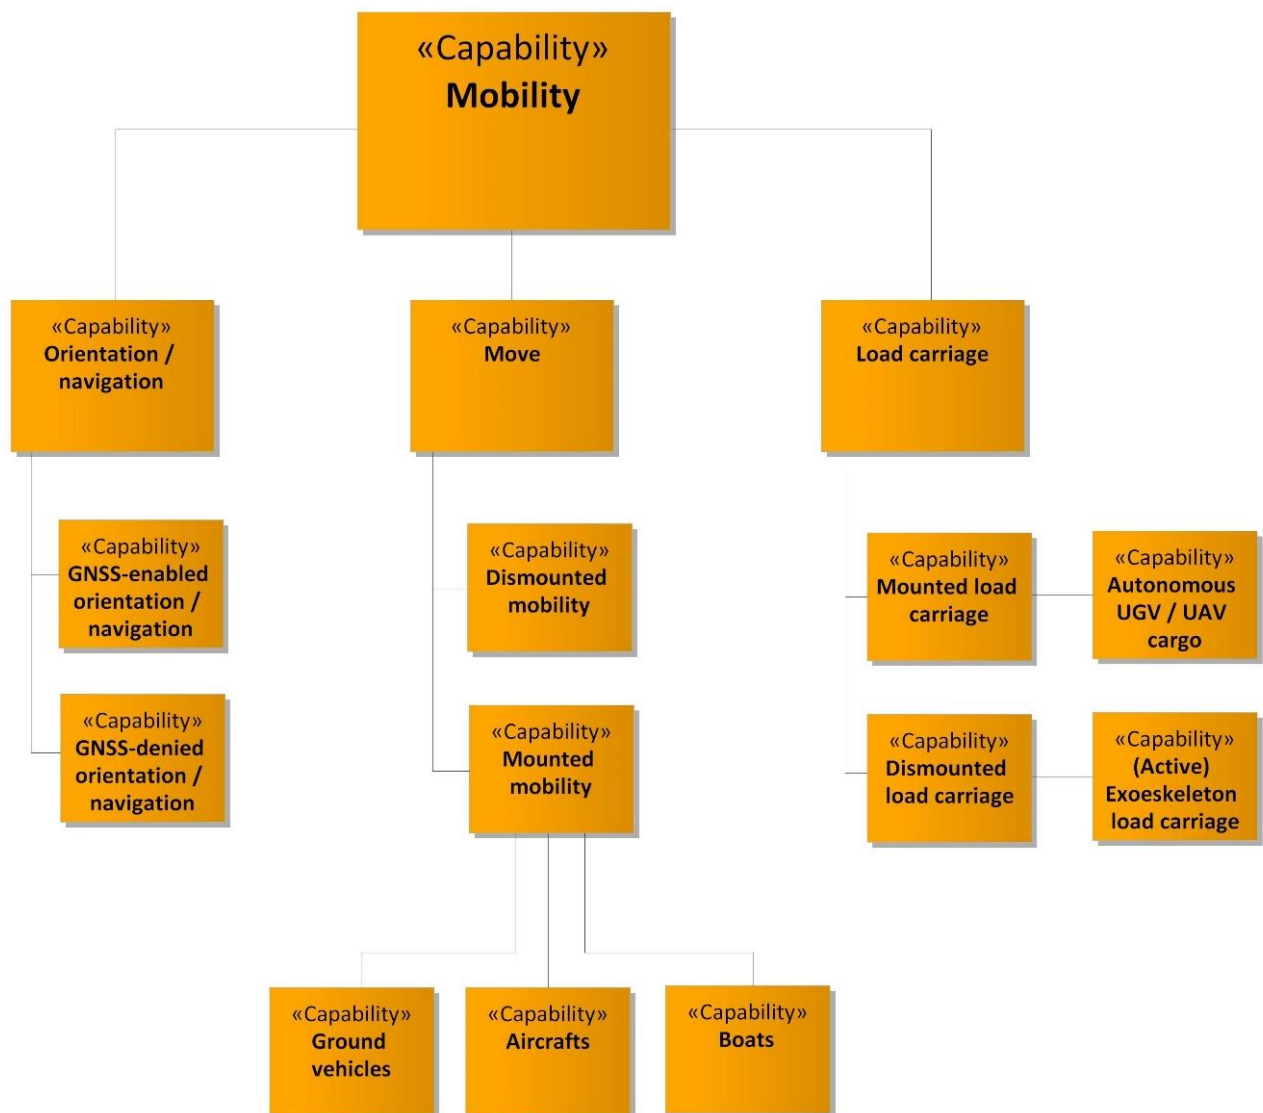 «Capability»
Mobility
«Capability»
Orientation /
navigation
«Capability»
Move
«Capability»
Load carriage
«Capability»
GNSS-enabled
orientation /
navigation
«Capability»
Dismounted
mobility
«Capability»
Mounted load
carriage
«Capability»
Autonomous
UGV / UAV
cargo
«Capability»
GNSS-denied
orientation /
navigation
«Capability»
Mounted
mobility
«Capability»
Dismounted
load carriage
«Capability»
(Active)
Exoeskeleton
load carriage
«Capability»
Ground
vehicles
«Capability»
Aircrafts
«Capability»
Boats